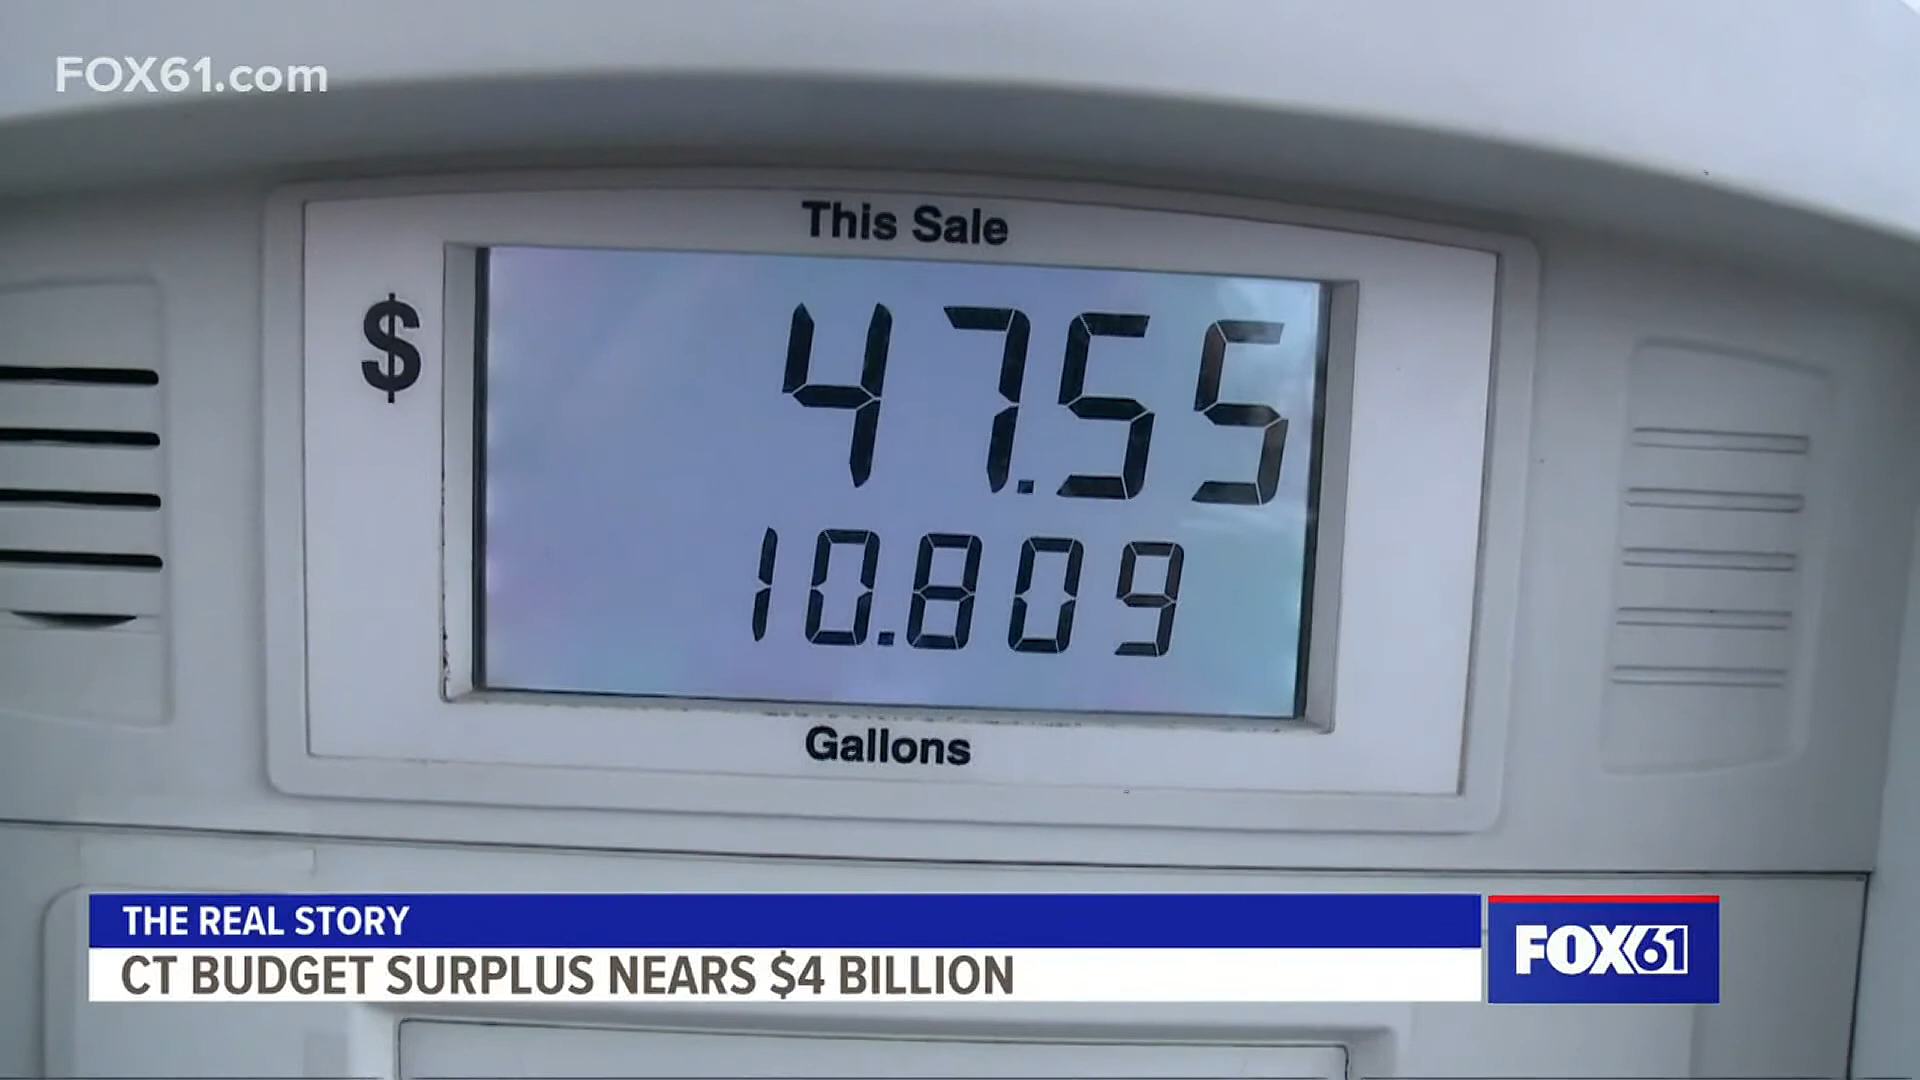 FOX61.com
This Sale
$ 47.55
10.809
Gallons
THE REAL STORY
CT BUDGET SURPLUS NEARS $4 BILLION
FOX61